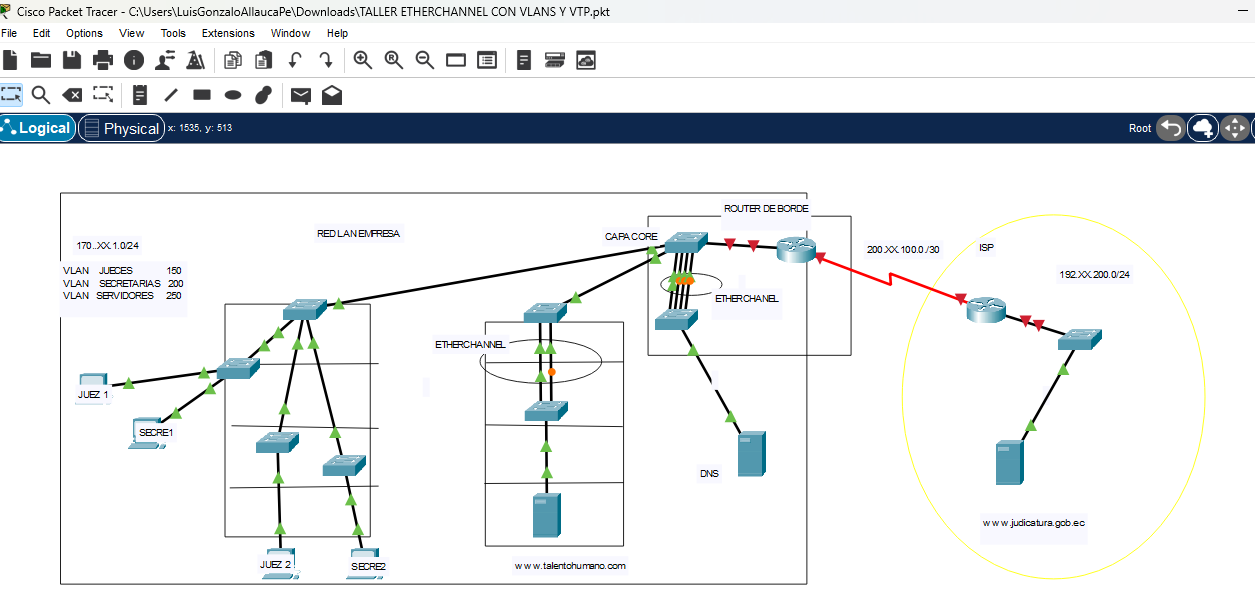 Cisco Packet Tracer - C:\Users\LuisGonzaloAllaucaPe\Downloads\TALLER ETHERCHANNEL CON VLANS Y VTP.pkt
File Edit Options View Tools Extensions Window Help
Logical Physical x: 1535, y: 513 Root
ROUTER DE BORDE
RED LAN EMPRESA
CAPA CORE
170..XX.1.0/24
200.XX.100.0 /30
ISP
VLAN JUECES 150
VLAN SECRETARIAS 200
VLAN SERVIDORES 250
192.XX.200.0/24
ETHERCHANEL
ETHERCHANNEL
JUEZ 1
SECRE1
DNS
www.judicatura.gob.ec
JUEZ 2
SECRE2
www.talentohumano.com